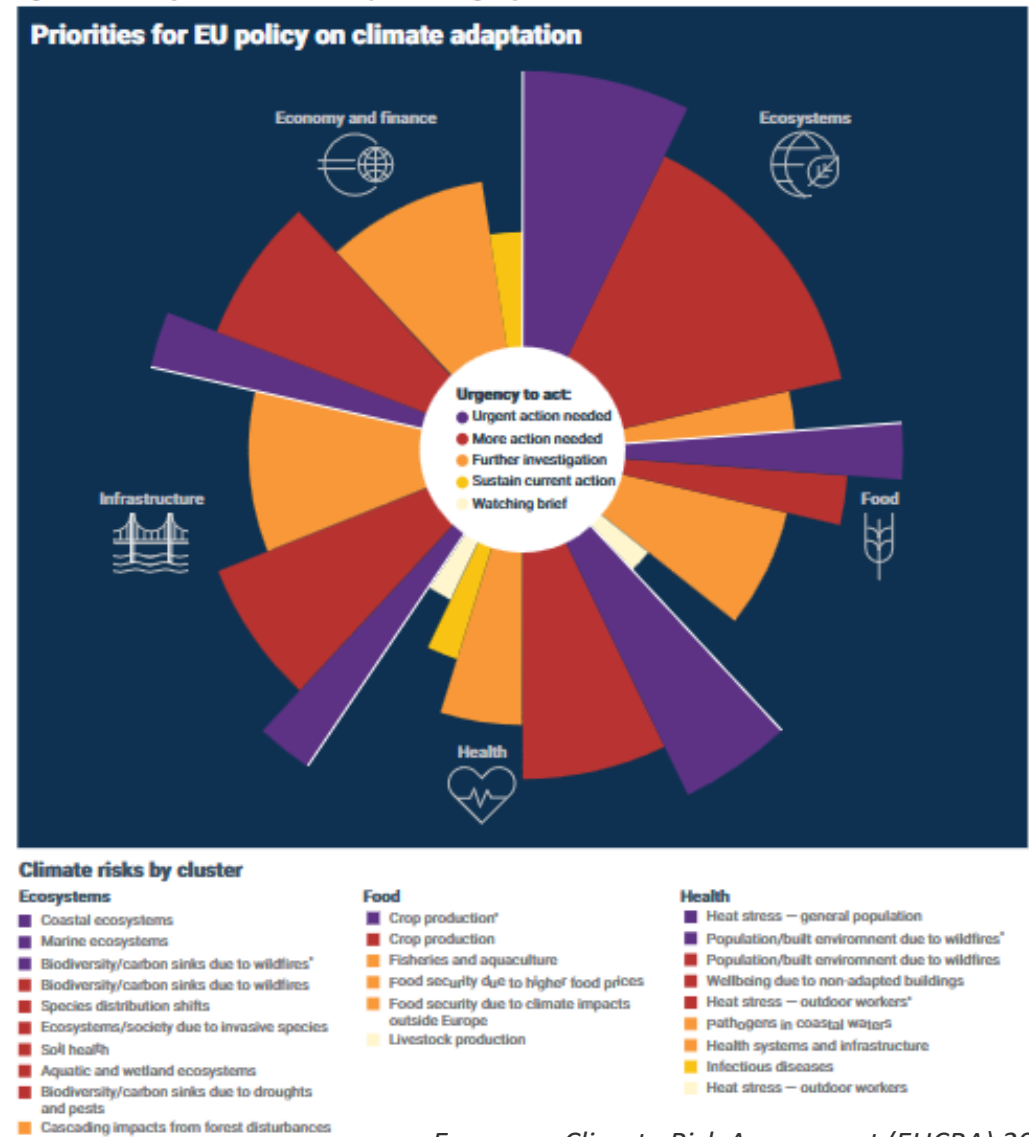 Priorities for EU policy on climate adaptation
Economy and finance
Ecosystems
Urgency to act:
Urgent action needed
More action needed
Further investigation
Sustain current action
Watching brief
Infrastructure
Food
Health
Climate risks by cluster
Ecosystems
Coastal ecosystems
Marine ecosystems
Biodiversity/carbon sinks due to wildfires*
Biodiversity/carbon sinks due to wildfires
Species distribution shifts
Ecosystems/society due to invasive species
Soil health
Aquatic and wetland ecosystems
Biodiversity/carbon sinks due to droughts
and pests
Cascading impacts from forest disturbances
Food
Crop production*
Crop production
Fisheries and aquaculture
Food security due to higher food prices
Food security due to climate impacts
outside Europe
Livestock production
Health
Heat stress — general population
Population/built enviromnent due to wildfires*
Population/built enviromnent due to wildfires
Wellbeing due to non-adapted buildings
Heat stress — outdoor workers*
Pathogens in coastal waters
Health systems and infrastructure
Infectious diseases
Heat stress — outdoor workers